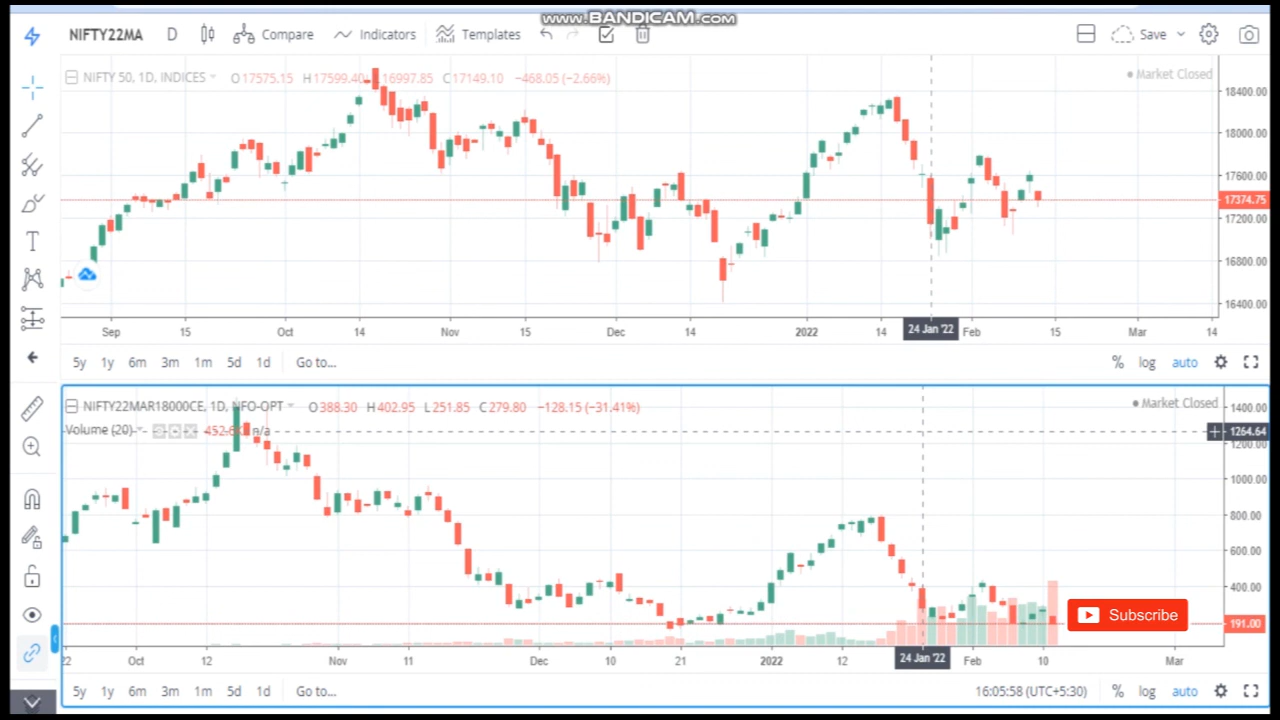 www.BANDICAM.com
NIFTY22MA D Compare Indicators Templates Save
NIFTY 50, 1D, INDICES O17575.15 H17599.40 L16997.85 C17149.10 −468.05 (−2.66%) Market Closed
18400.00
18000.00
17600.00
17374.75
17200.00
16800.00
16400.00
Sep 15 Oct 14 Nov 15 Dec 14 2022 14 24 Jan '22 Feb 15 Mar 14
5y 1y 6m 3m 1m 5d 1d Go to... % log auto
NIFTY22MAR18000CE, 1D, NFO-OPT O388.30 H402.95 L251.85 C279.80 −128.15 (−31.41%) Market Closed
Volume (20) n/a
1400.00
1264.64
1200.00
1000.00
800.00
600.00
400.00
Subscribe
191.00
22 Oct 12 Nov 11 Dec 10 21 2022 12 24 Jan '22 Feb 10 Mar
5y 1y 6m 3m 1m 5d 1d Go to... 16:05:58 (UTC+5:30) % log auto